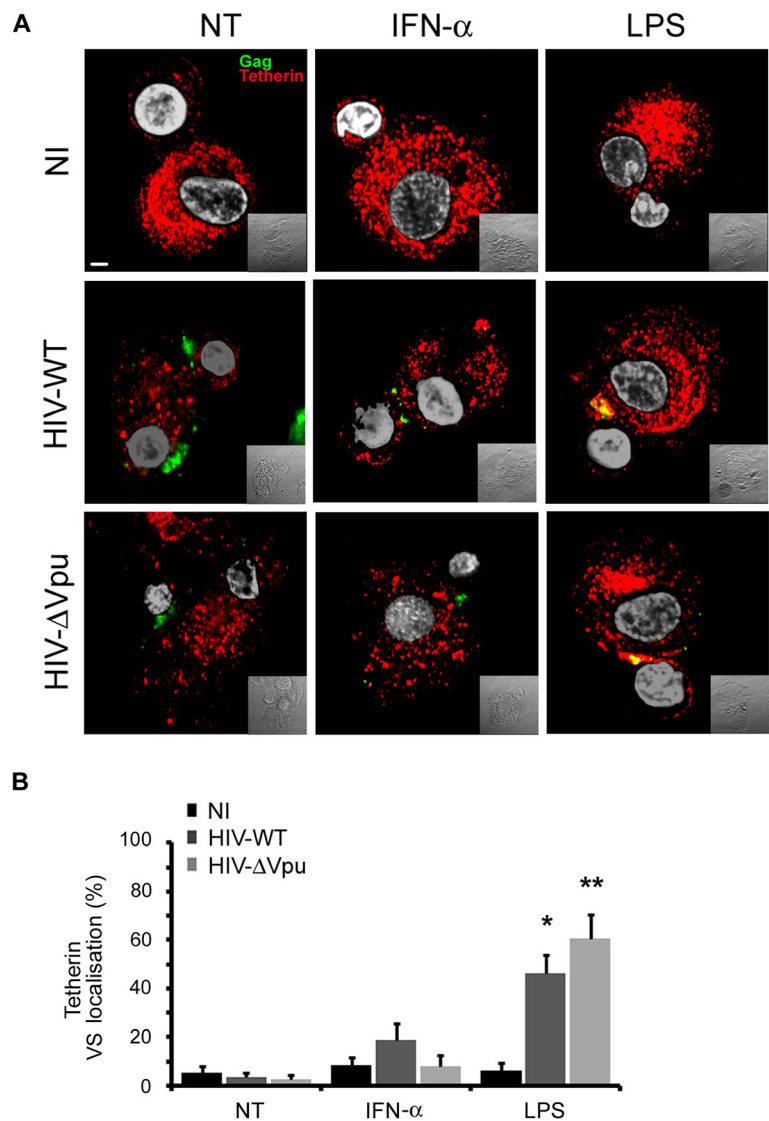 A
NT
IFN-α
LPS
Gag
Tetherin
NI
HIV-WT
HIV-ΔVpu
B
NI
HIV-WT
HIV-ΔVpu
Tetherin
VS localisation (%)
100
80
60
40
20
0
*
**
NT
IFN-α
LPS